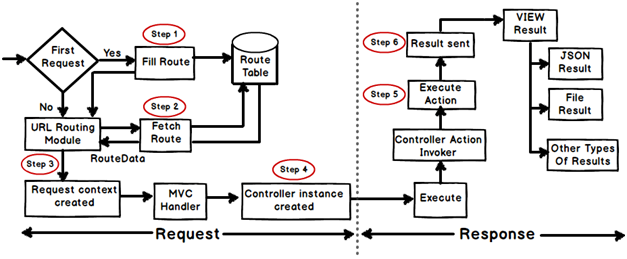 First
Request
Yes
Step 1
Fill Route
Route
Table
No
URL Routing
Module
Step 2
Fetch
Route
RouteData
Step 3
Request context
created
MVC
Handler
Step 4
Controller instance
created
Request
Step 6
Result sent
VIEW
Result
JSON
Result
Step 5
Execute
Action
File
Result
Controller Action
Invoker
Other Types
Of Results
Execute
Response